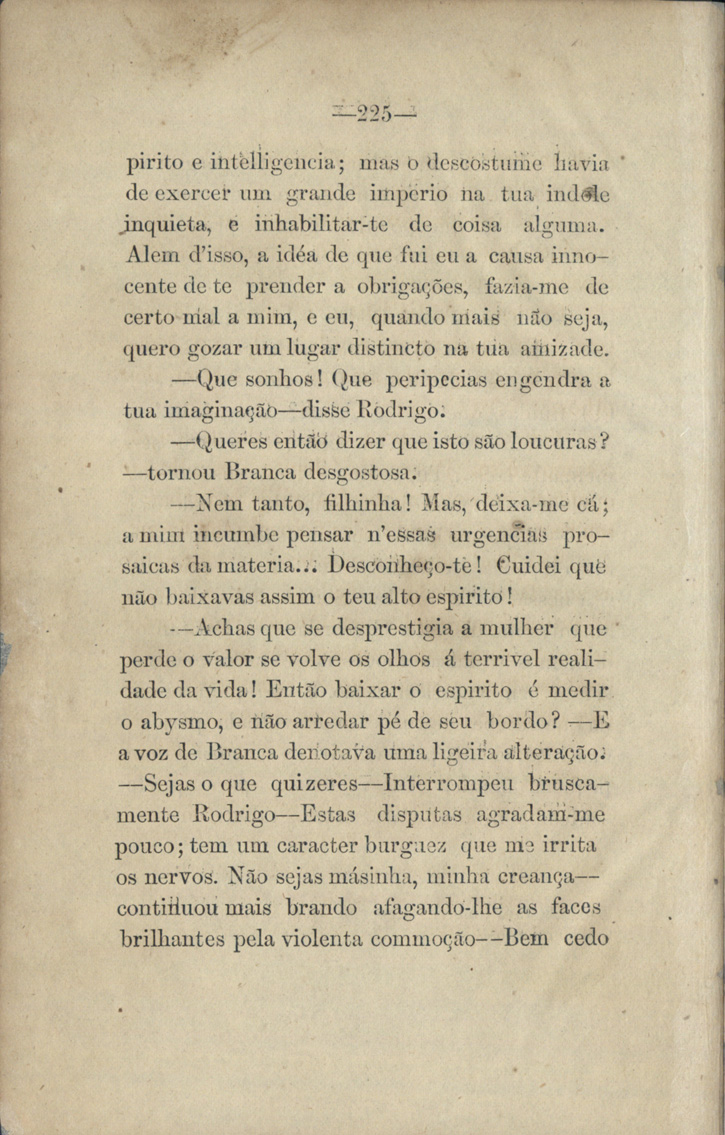 —225—
pirito e intelligencia; mas o descostume havia
de exercer um grande imperio na tua indole
inquieta, e inhabilitar-te de coisa alguma.
Alem d'isso, a idéa de que fui eu a causa inno-
cente de te prender a obrigações, fazia-me de
certo mal a mim, e eu, quando mais não seja,
quero gozar um lugar distincto na tua amizade.
—Que sonhos! Que peripecias engendra a
tua imaginação—disse Rodrigo.
—Queres então dizer que isto são loucuras?
—tornou Branca desgostosa.
—Nem tanto, filhinha! Mas, deixa-me cá;
a mim incumbe pensar n'essas urgencias pro-
saicas da materia... Desconheço-te! Cuidei que
não baixavas assim o teu alto espirito!
—Achas que se desprestigia a mulher que
perde o valor se volve os olhos á terrivel reali-
dade da vida! Então baixar o espirito é medir
o abysmo, e não arredar pé de seu bordo? —E
a voz de Branca denotava uma ligeira alteração.
—Sejas o que quizeres—Interrompeu brusca-
mente Rodrigo—Estas disputas agradam-me
pouco; tem um caracter burguez que me irrita
os nervos. Não sejas másinha, minha creança—
continuou mais brando afagando-lhe as faces
brilhantes pela violenta commoção—Bem cedo